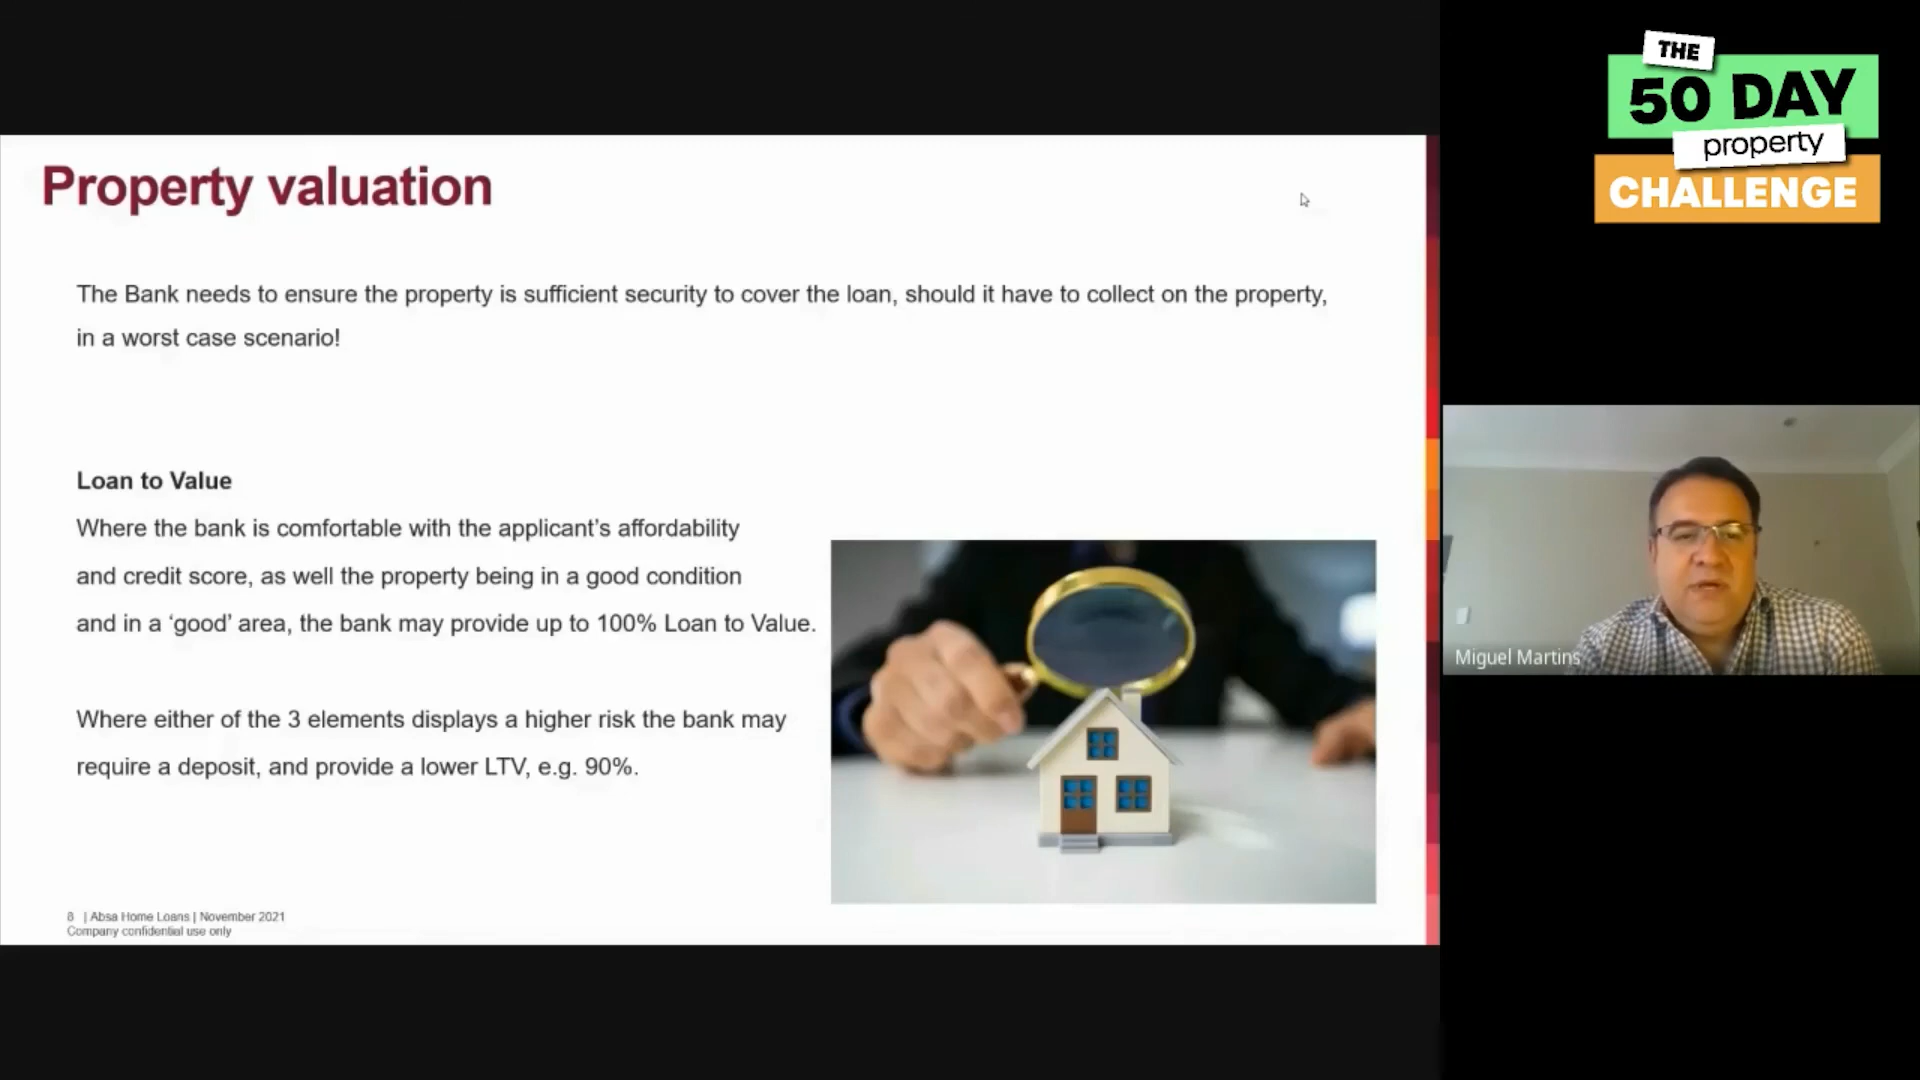 Property valuation
The Bank needs to ensure the property is sufficient security to cover the loan, should it have to collect on the property,
in a worst case scenario!
Loan to Value
Where the bank is comfortable with the applicant’s affordability
and credit score, as well the property being in a good condition
and in a ‘good’ area, the bank may provide up to 100% Loan to Value.
Where either of the 3 elements displays a higher risk the bank may
require a deposit, and provide a lower LTV, e.g. 90%.
8 | Absa Home Loans | November 2021
Company confidential use only
THE
50 DAY
property
CHALLENGE
Miguel Martins